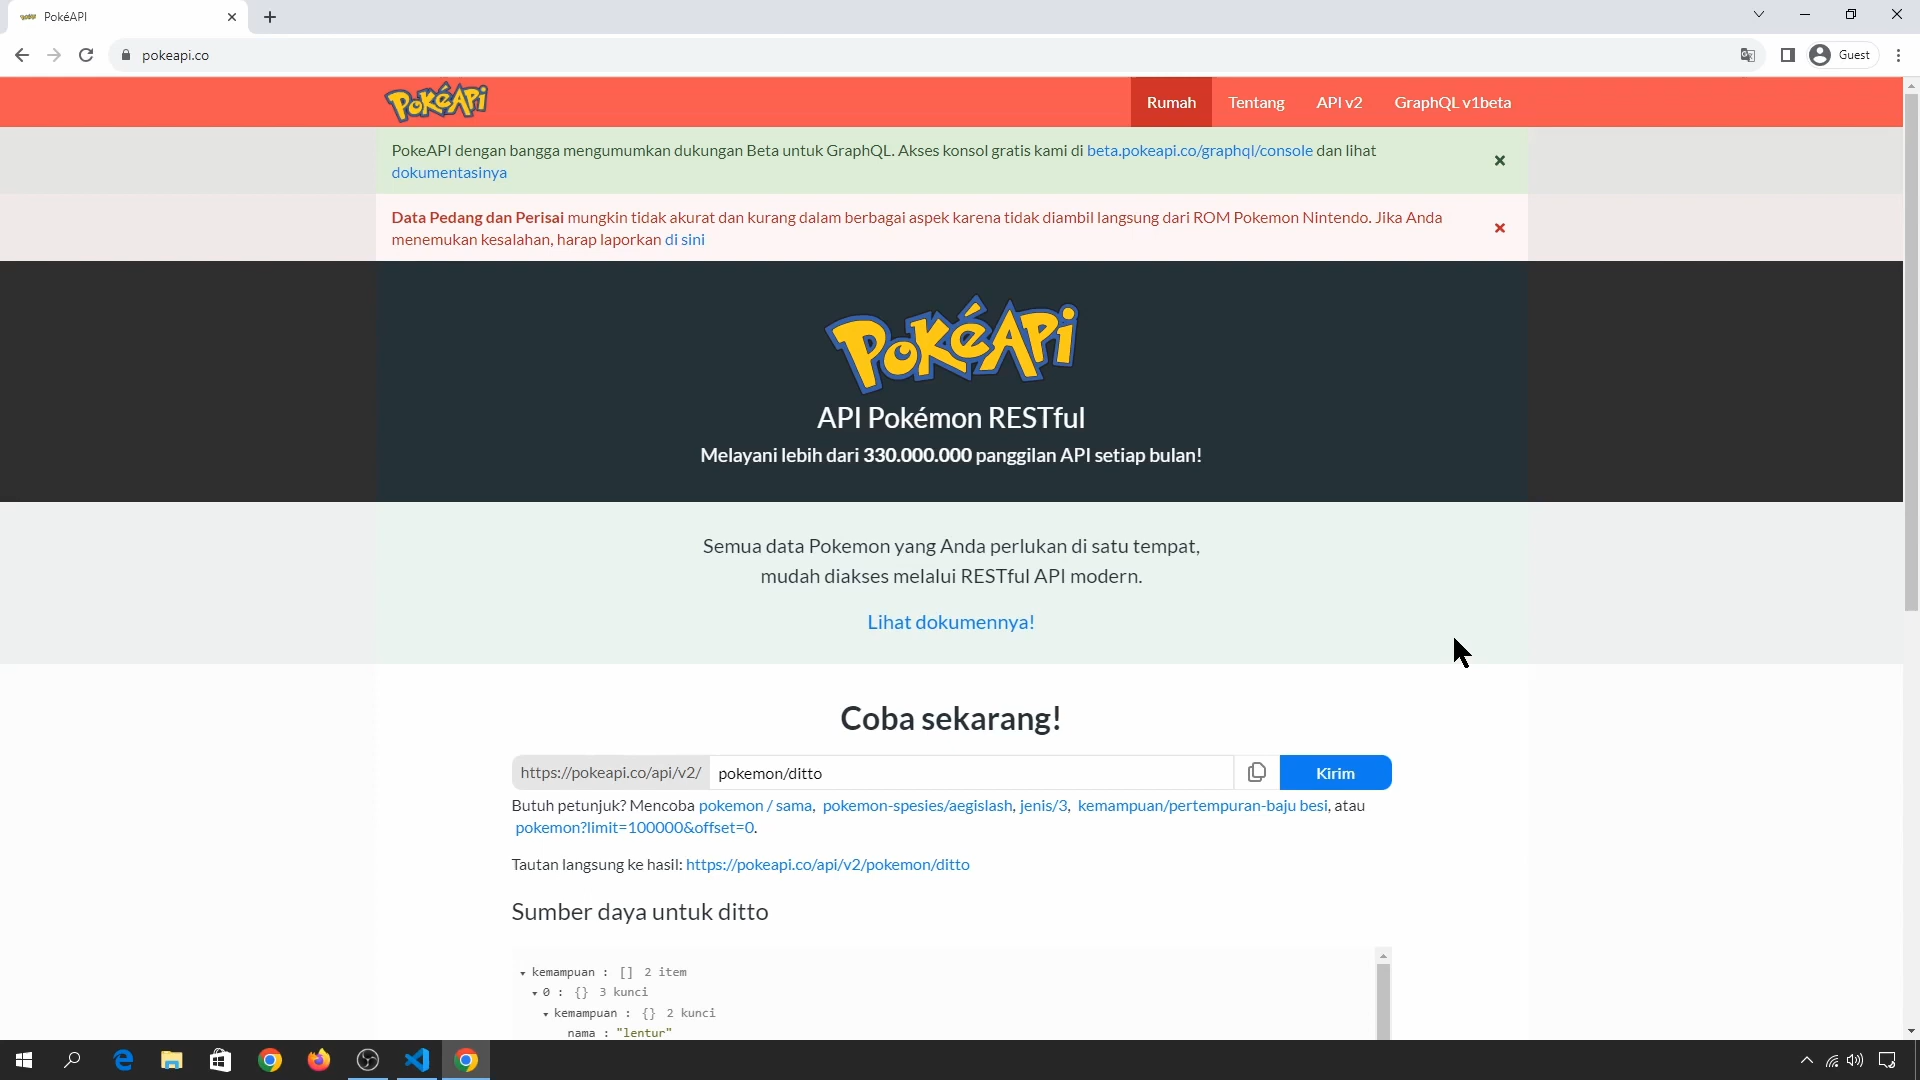 PokéAPI
pokeapi.co
Guest
PokéAPi
Rumah
Tentang
API v2
GraphQL v1beta
PokeAPI dengan bangga mengumumkan dukungan Beta untuk GraphQL. Akses konsol gratis kami di beta.pokeapi.co/graphql/console dan lihat
dokumentasinya
Data Pedang dan Perisai mungkin tidak akurat dan kurang dalam berbagai aspek karena tidak diambil langsung dari ROM Pokemon Nintendo. Jika Anda
menemukan kesalahan, harap laporkan di sini
PokéAPi
API Pokémon RESTful
Melayani lebih dari 330.000.000 panggilan API setiap bulan!
Semua data Pokemon yang Anda perlukan di satu tempat,
mudah diakses melalui RESTful API modern.
Lihat dokumennya!
Coba sekarang!
https://pokeapi.co/api/v2/
pokemon/ditto
Kirim
Butuh petunjuk? Mencoba pokemon / sama, pokemon-spesies/aegislash, jenis/3, kemampuan/pertempuran-baju besi, atau
pokemon?limit=100000&offset=0.
Tautan langsung ke hasil: https://pokeapi.co/api/v2/pokemon/ditto
Sumber daya untuk ditto
kemampuan : [] 2 item
0 : {} 3 kunci
kemampuan : {} 2 kunci
nama : "lentur"